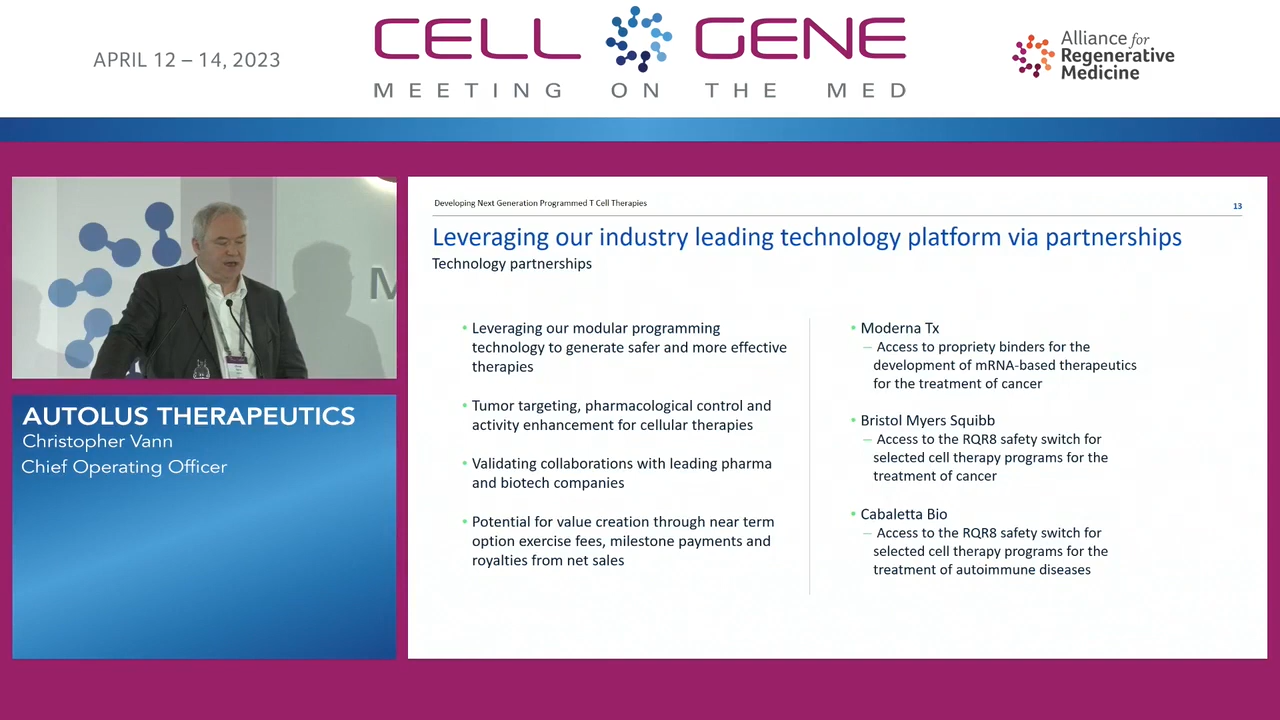 APRIL 12 – 14, 2023
CELL GENE
MEETING ON THE MED
Alliance for
Regenerative
Medicine
M
AUTOLUS THERAPEUTICS
Christopher Vann
Chief Operating Officer
Developing Next Generation Programmed T Cell Therapies
13
Leveraging our industry leading technology platform via partnerships
Technology partnerships
• Leveraging our modular programming
technology to generate safer and more effective
therapies
• Tumor targeting, pharmacological control and
activity enhancement for cellular therapies
• Validating collaborations with leading pharma
and biotech companies
• Potential for value creation through near term
option exercise fees, milestone payments and
royalties from net sales
• Moderna Tx
– Access to propriety binders for the
development of mRNA-based therapeutics
for the treatment of cancer
• Bristol Myers Squibb
– Access to the RQR8 safety switch for
selected cell therapy programs for the
treatment of cancer
• Cabaletta Bio
– Access to the RQR8 safety switch for
selected cell therapy programs for the
treatment of autoimmune diseases